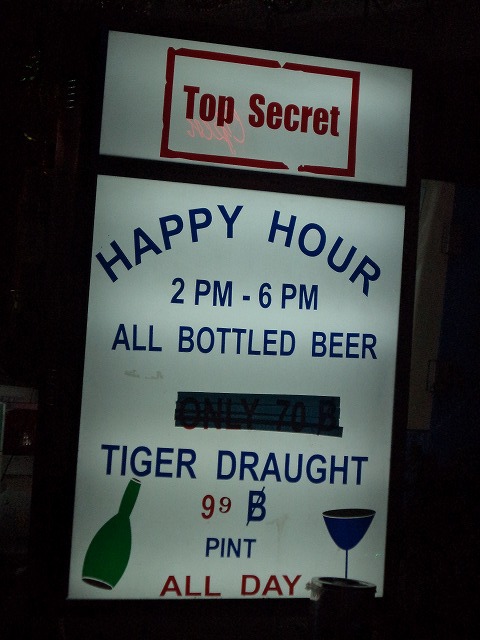 Top Secret
HAPPY HOUR
2 PM - 6 PM
ALL BOTTLED BEER
ONLY 70 B
TIGER DRAUGHT
99 B
PINT
ALL DAY